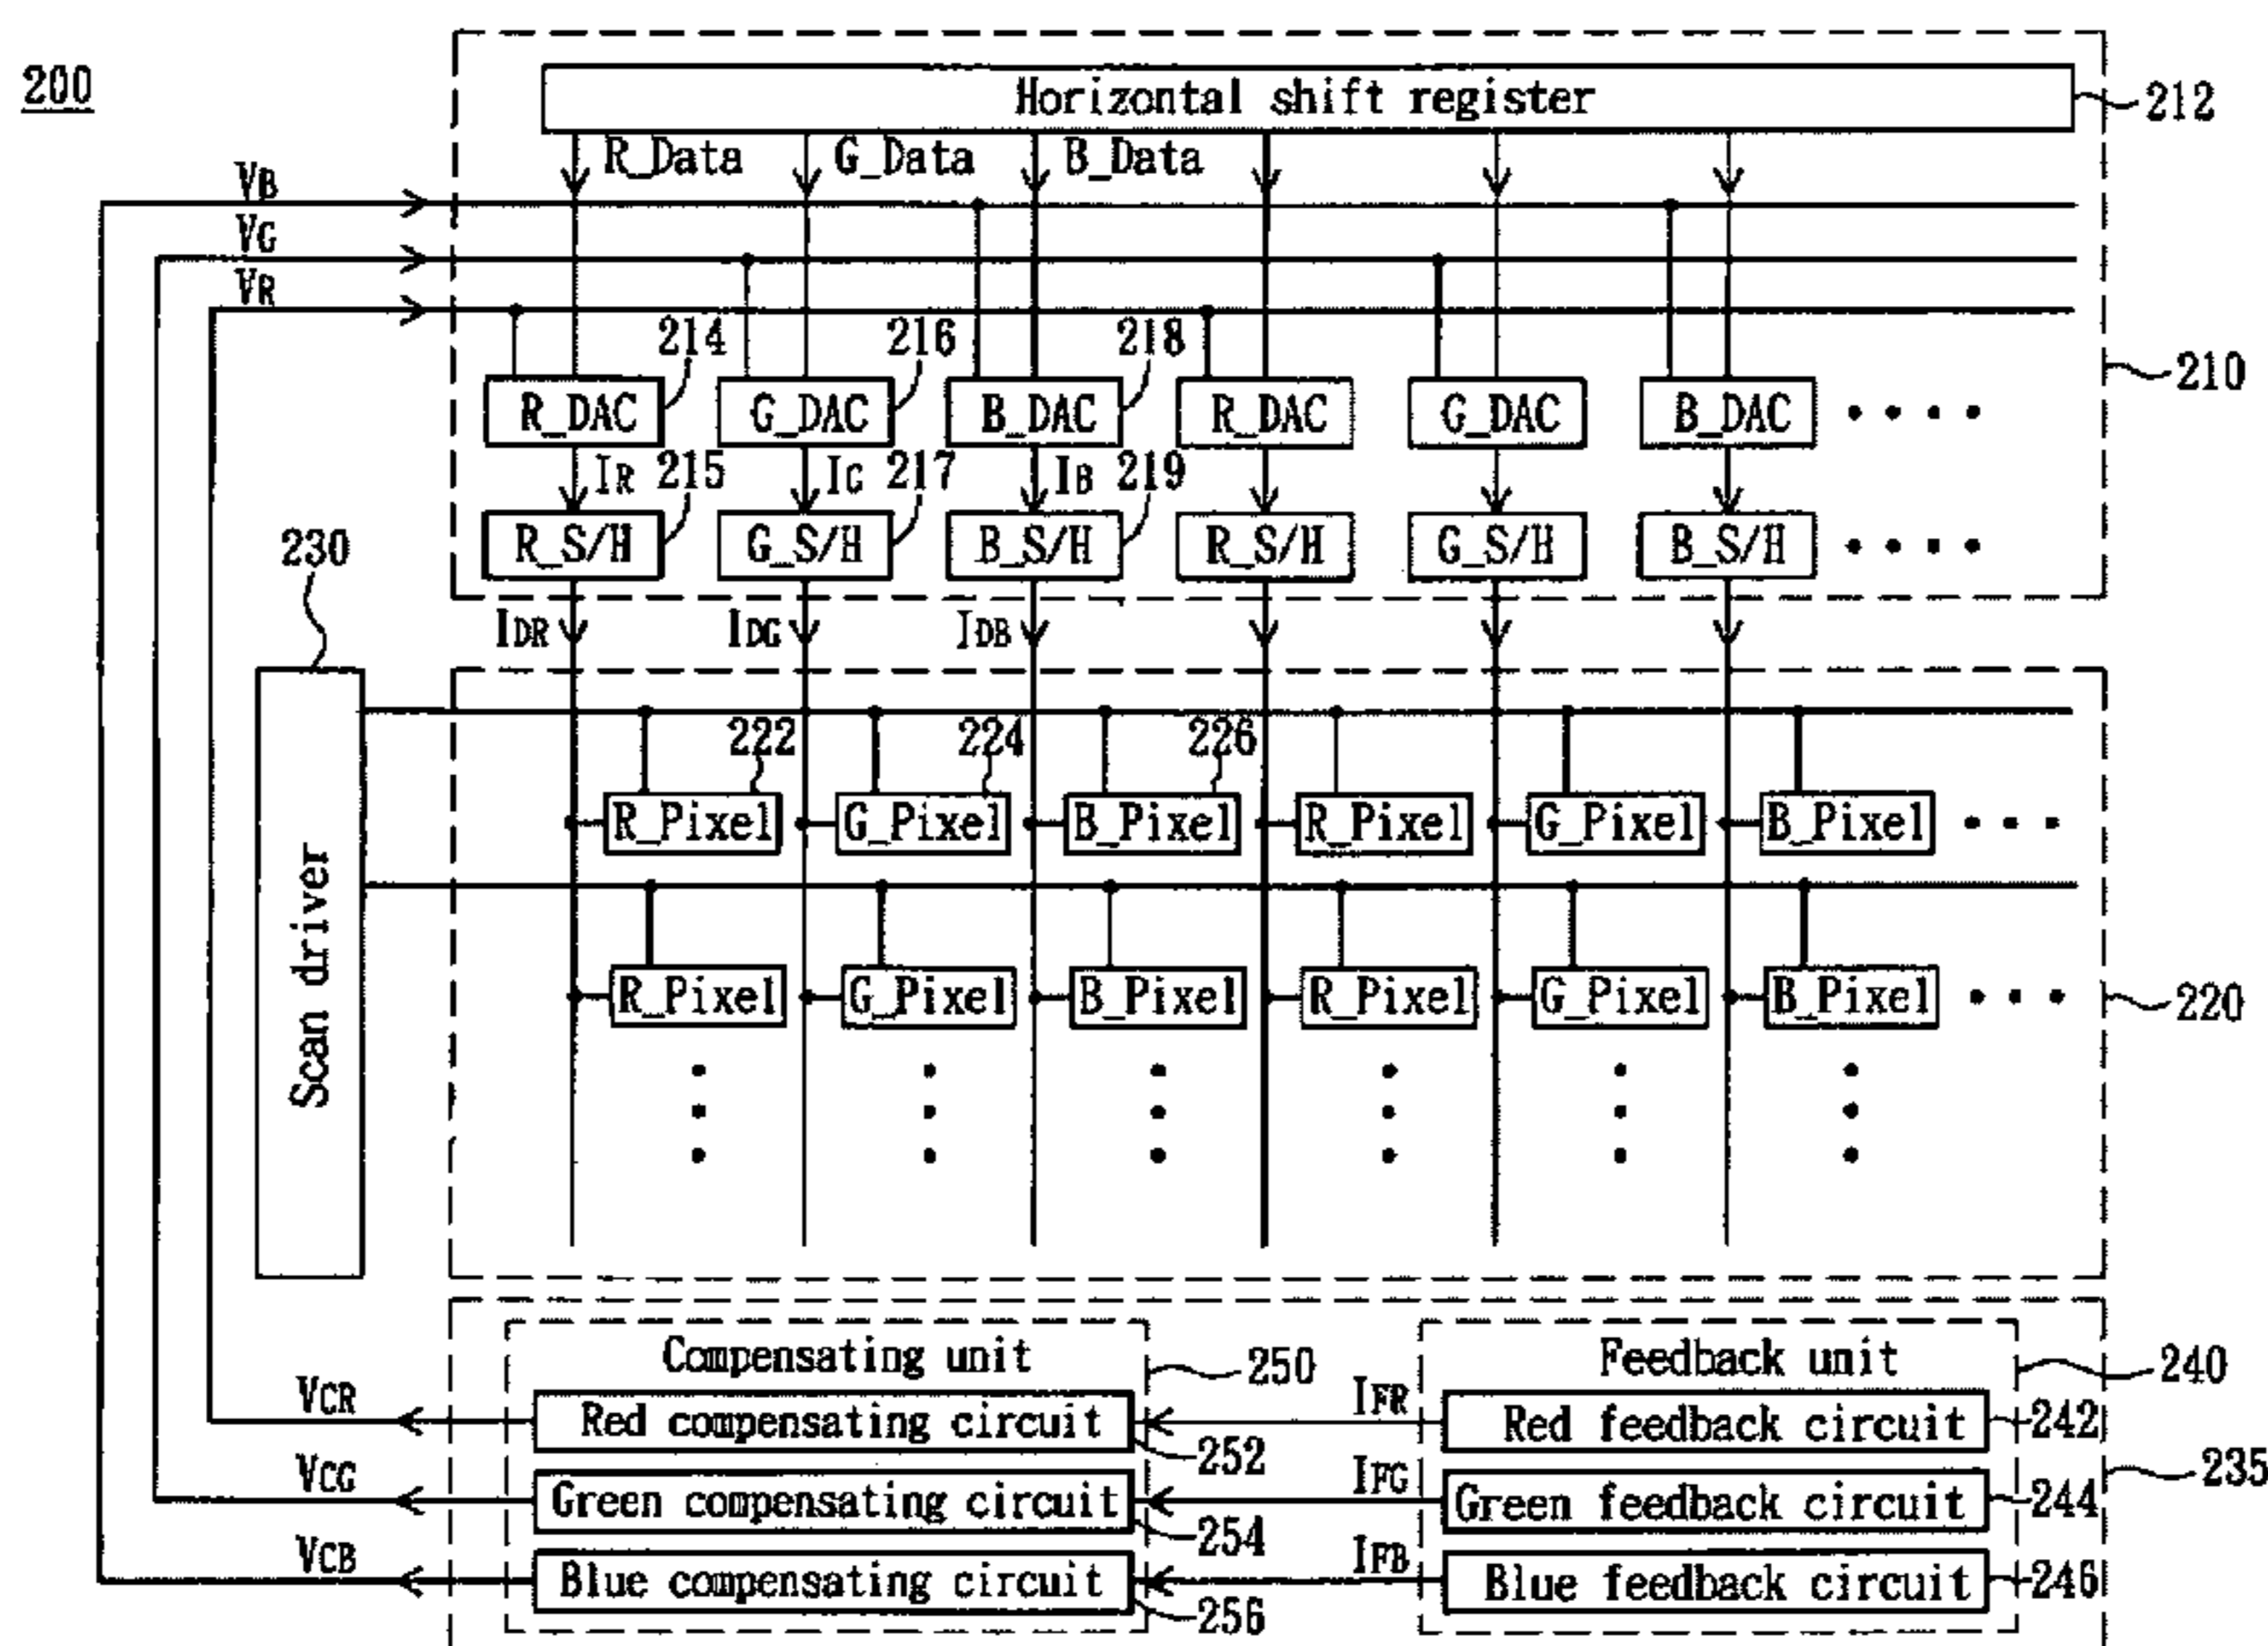 200
Horizontal shift register
212
R_Data G_Data B_Data
VB
VG
VR
214 216 218
210
R_DAC G_DAC B_DAC R_DAC G_DAC B_DAC
IR 215 IG 217 IB 219
R_S/H G_S/H B_S/H R_S/H G_S/H B_S/H
230
IDR IDG IDB
222 224 226
R_Pixel G_Pixel B_Pixel R_Pixel G_Pixel B_Pixel
Scan driver
R_Pixel G_Pixel B_Pixel R_Pixel G_Pixel B_Pixel
220
Compensating unit 250 Feedback unit 240
VCR Red compensating circuit 252 IFR Red feedback circuit 242
235
VCG Green compensating circuit 254 IFG Green feedback circuit 244
VCB Blue compensating circuit 256 IFB Blue feedback circuit 246